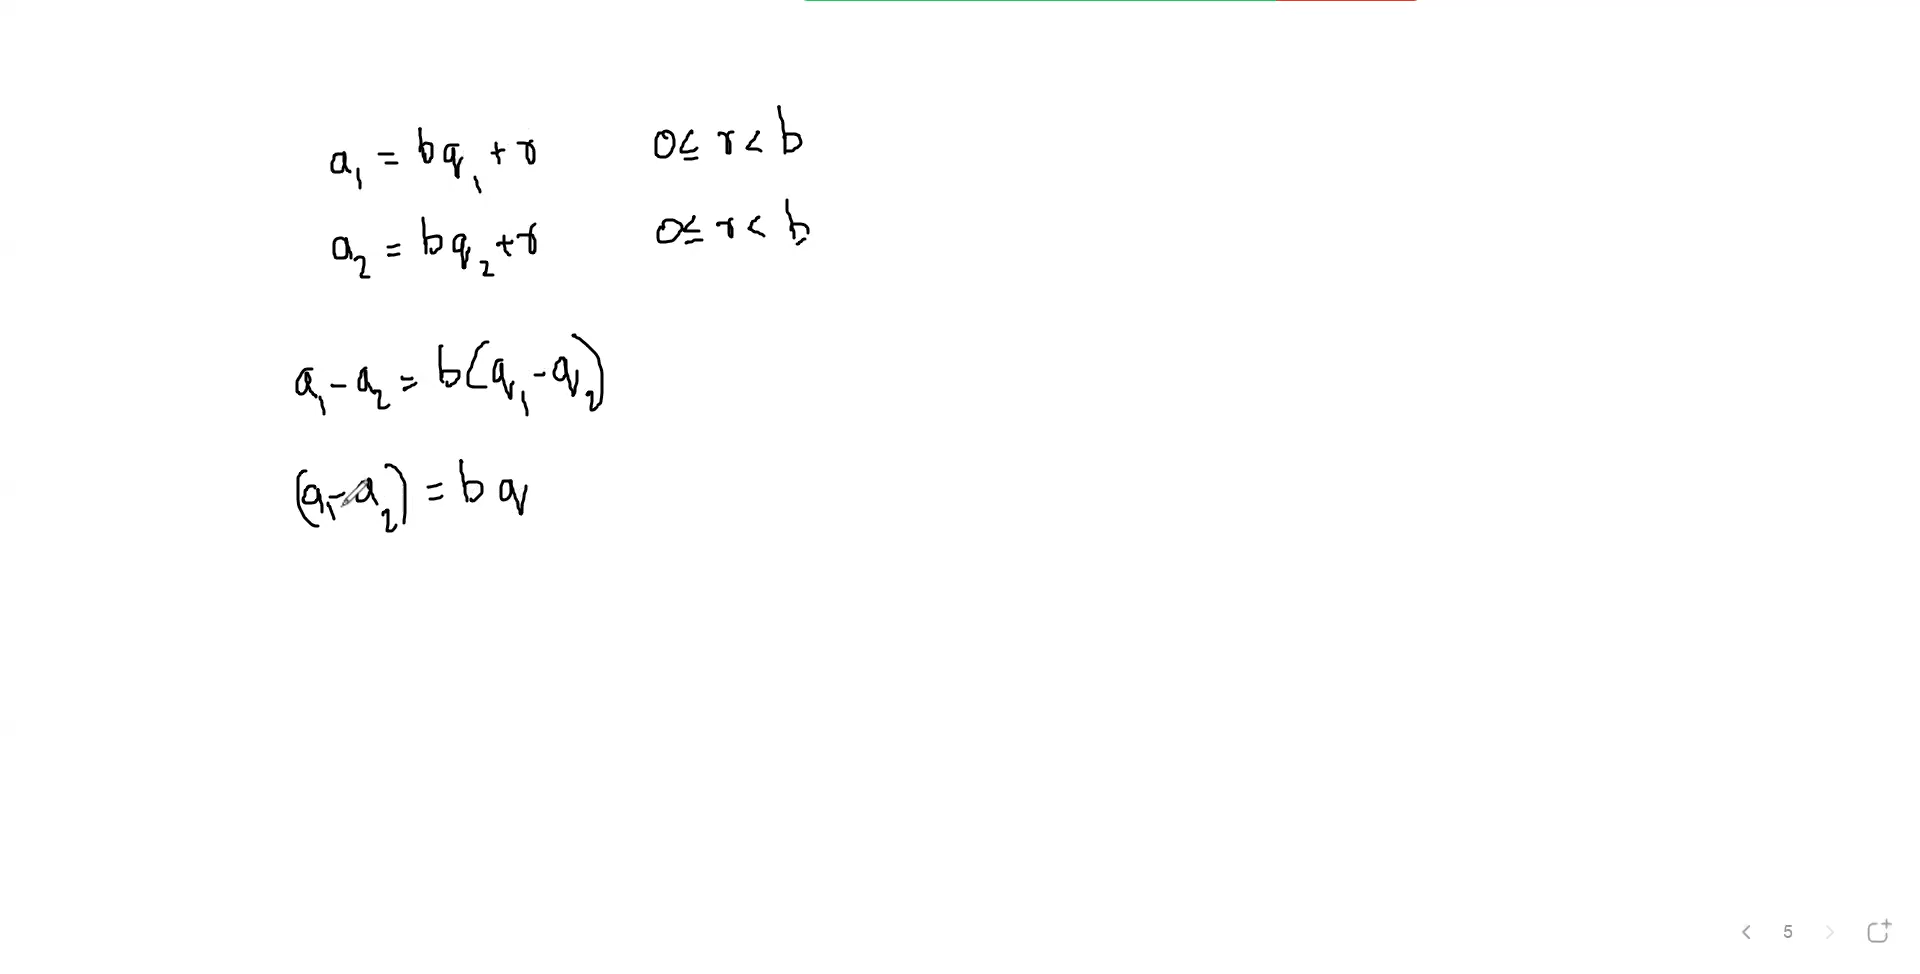 a₁ = bq₁ + r 0 ≤ r < b
a₂ = bq₂ + r 0 ≤ r < b
a₁ - a₂ = b(q₁ - q₂)
(a₁ - a₂) = b q
< 5 >